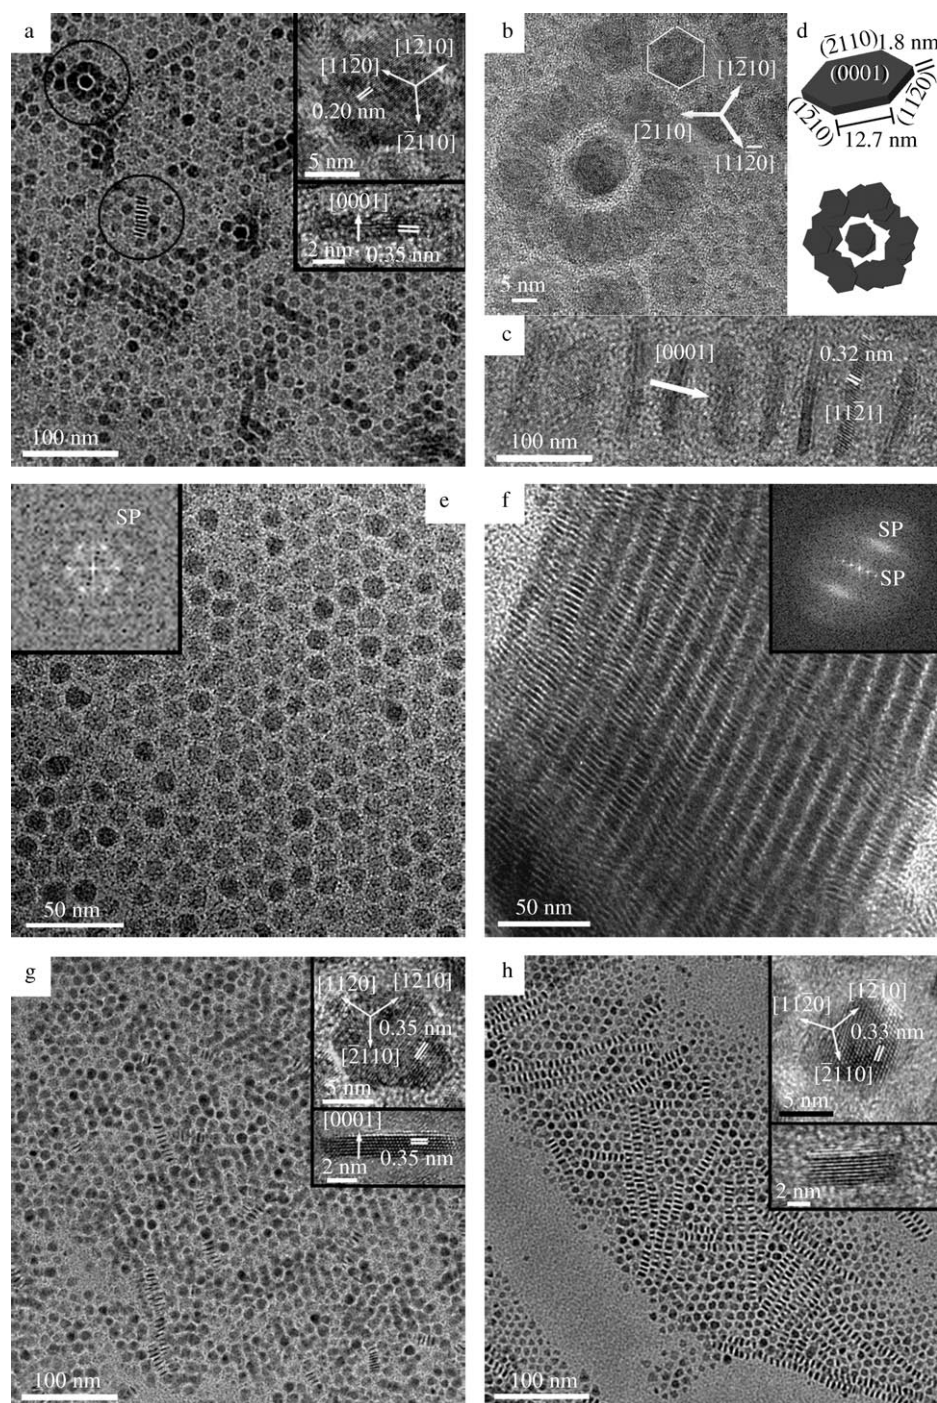 a
[1$\bar{2}$10]
[11$\bar{2}$0]
0.20 nm
[$\bar{2}$110]
5 nm
[0001]
2 nm
0.35 nm
100 nm
b
[1$\bar{2}$10]
[$\bar{2}$110]
[11$\bar{2}$0]
5 nm
d
($\bar{2}$110)
1.8 nm
(0001)
(1$\bar{2}$10)
(11$\bar{2}$0)
12.7 nm
c
[0001]
0.32 nm
[11$\bar{2}$1]
100 nm
SP
e
50 nm
f
SP
SP
50 nm
g
[11$\bar{2}$0]
[1$\bar{2}$10]
0.35 nm
[$\bar{2}$110]
5 nm
[0001]
0.35 nm
2 nm
100 nm
h
[11$\bar{2}$0]
[1$\bar{2}$10]
0.33 nm
[$\bar{2}$110]
5 nm
2 nm
100 nm